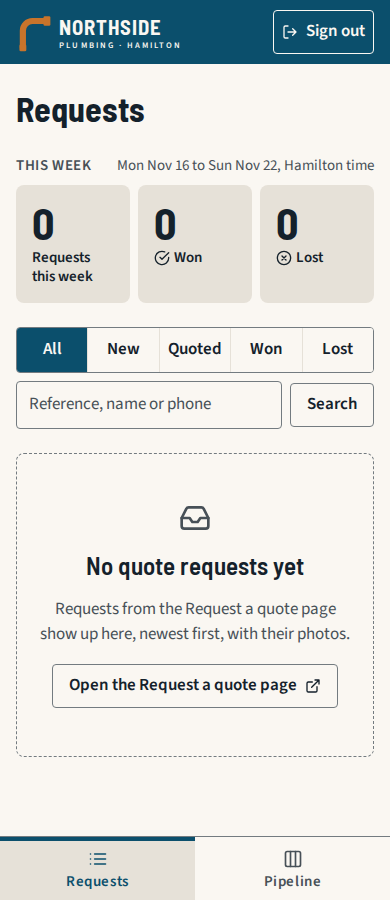 NORTHSIDE
PLUMBING · HAMILTON
Sign out
Requests
THIS WEEK Mon Nov 16 to Sun Nov 22, Hamilton time
0 0 0
Requests this week
Won
Lost
All New Quoted Won Lost
Reference, name or phone
Search
No quote requests yet
Requests from the Request a quote page
show up here, newest first, with their photos.
Open the Request a quote page
Requests Pipeline